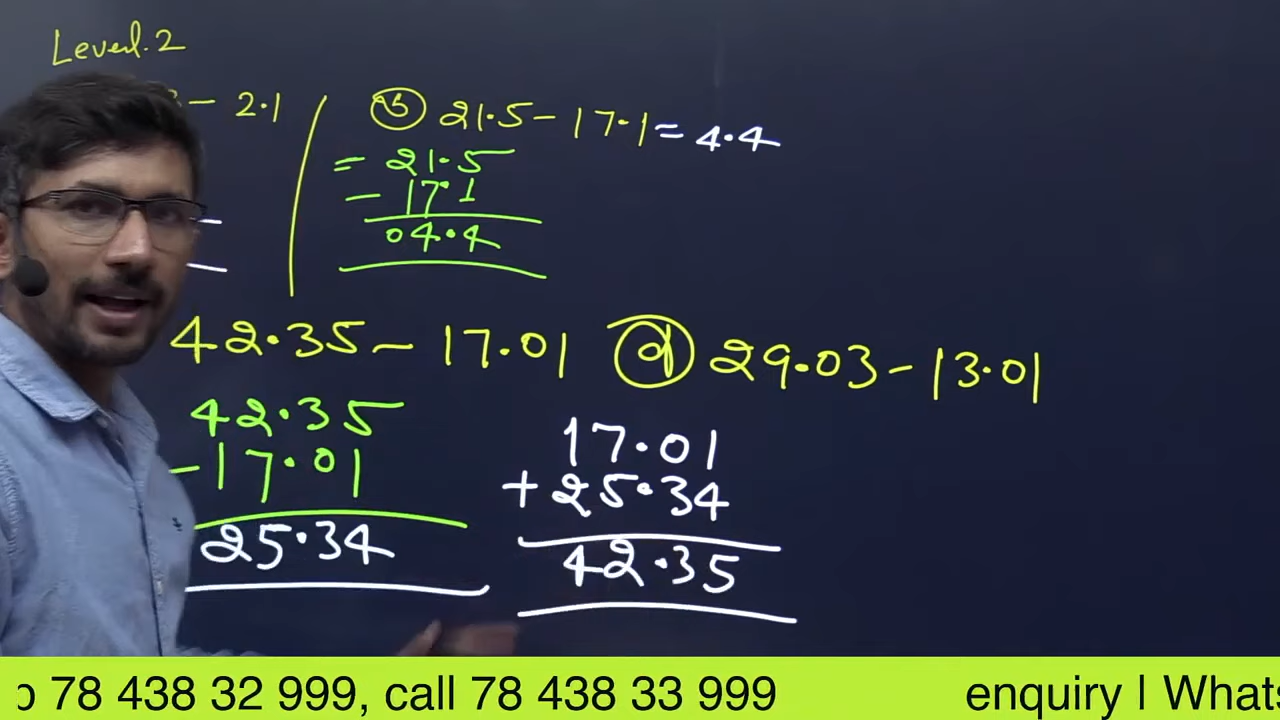 Level.2
- 2.1
ब 21.5 - 17.1 = 4.4
= 21.5
- 17.1
04.4
42.35 - 17.01
42.35
- 17.01
25.34
17.01
+ 25.34
42.35
29.03 - 13.01
78 438 32 999, call 78 438 33 999
enquiry |